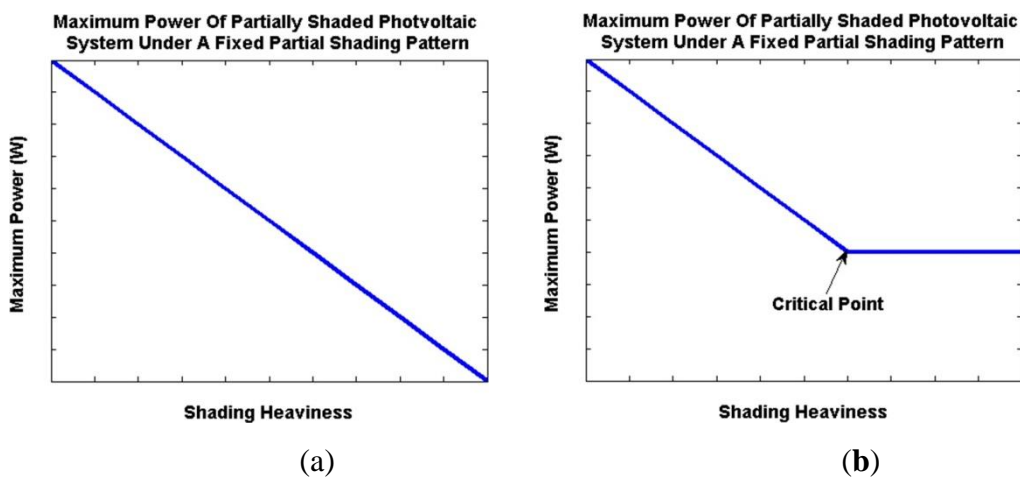 Maximum Power Of Partially Shaded Photvoltaic
System Under A Fixed Partial Shading Pattern
Maximum Power (W)
Shading Heaviness
(a)
Maximum Power Of Partially Shaded Photovoltaic
System Under A Fixed Partial Shading Pattern
Maximum Power (W)
Critical Point
Shading Heaviness
(b)